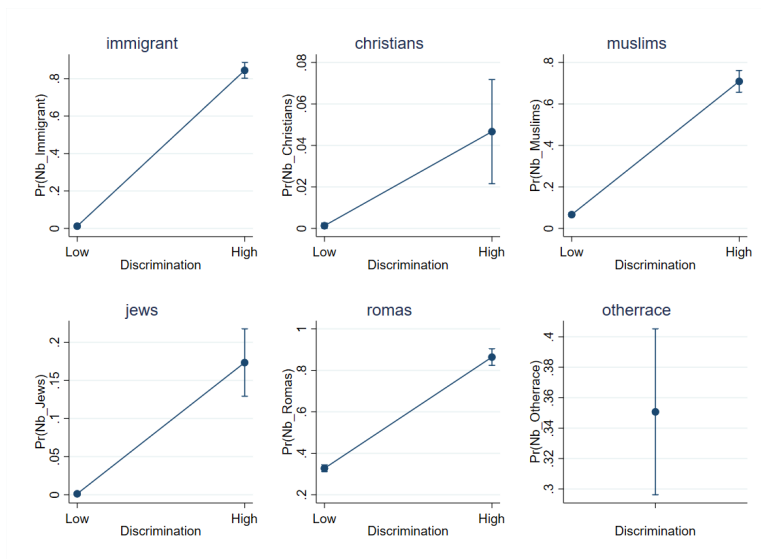 immigrant
Pr(Nb_Immigrant)
.8
.6
.4
.2
0
Low
High
Discrimination
christians
Pr(Nb_Christians)
.08
.06
.04
.02
0
Low
High
Discrimination
muslims
Pr(Nb_Muslims)
.8
.6
.4
.2
0
Low
High
Discrimination
jews
Pr(Nb_Jews)
.2
.15
.1
.05
0
Low
High
Discrimination
romas
Pr(Nb_Romas)
1
.8
.6
.4
.2
Low
High
Discrimination
otherrace
Pr(Nb_Otherrace)
.4
.38
.36
.34
.32
.3
Discrimination